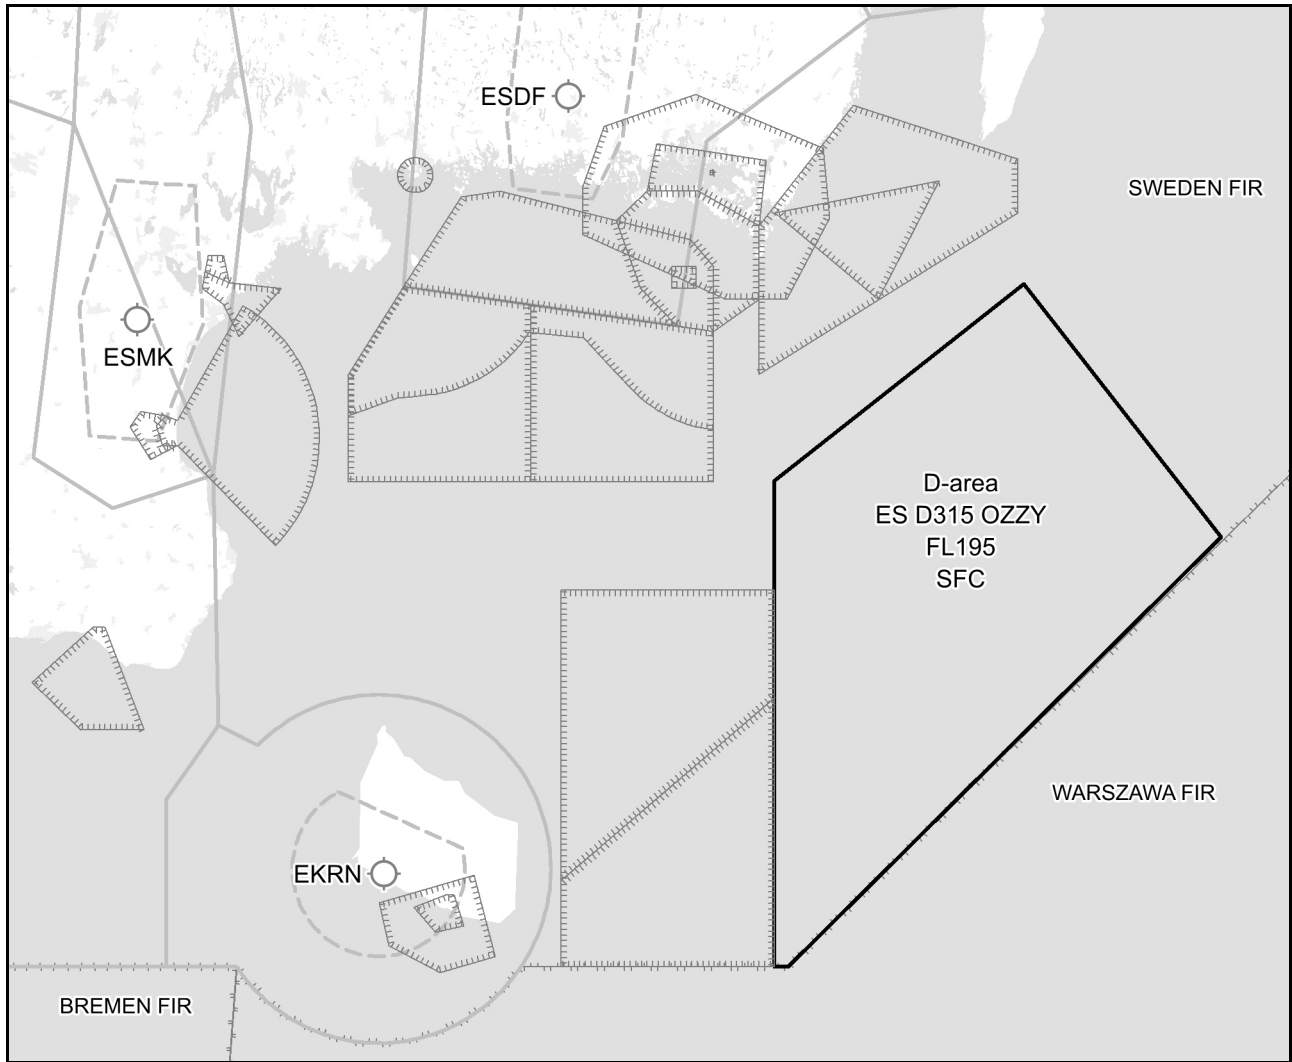 ESDF
SWEDEN FIR
ESMK
D-area
ES D315 OZZY
FL195
SFC
WARSZAWA FIR
EKRN
BREMEN FIR